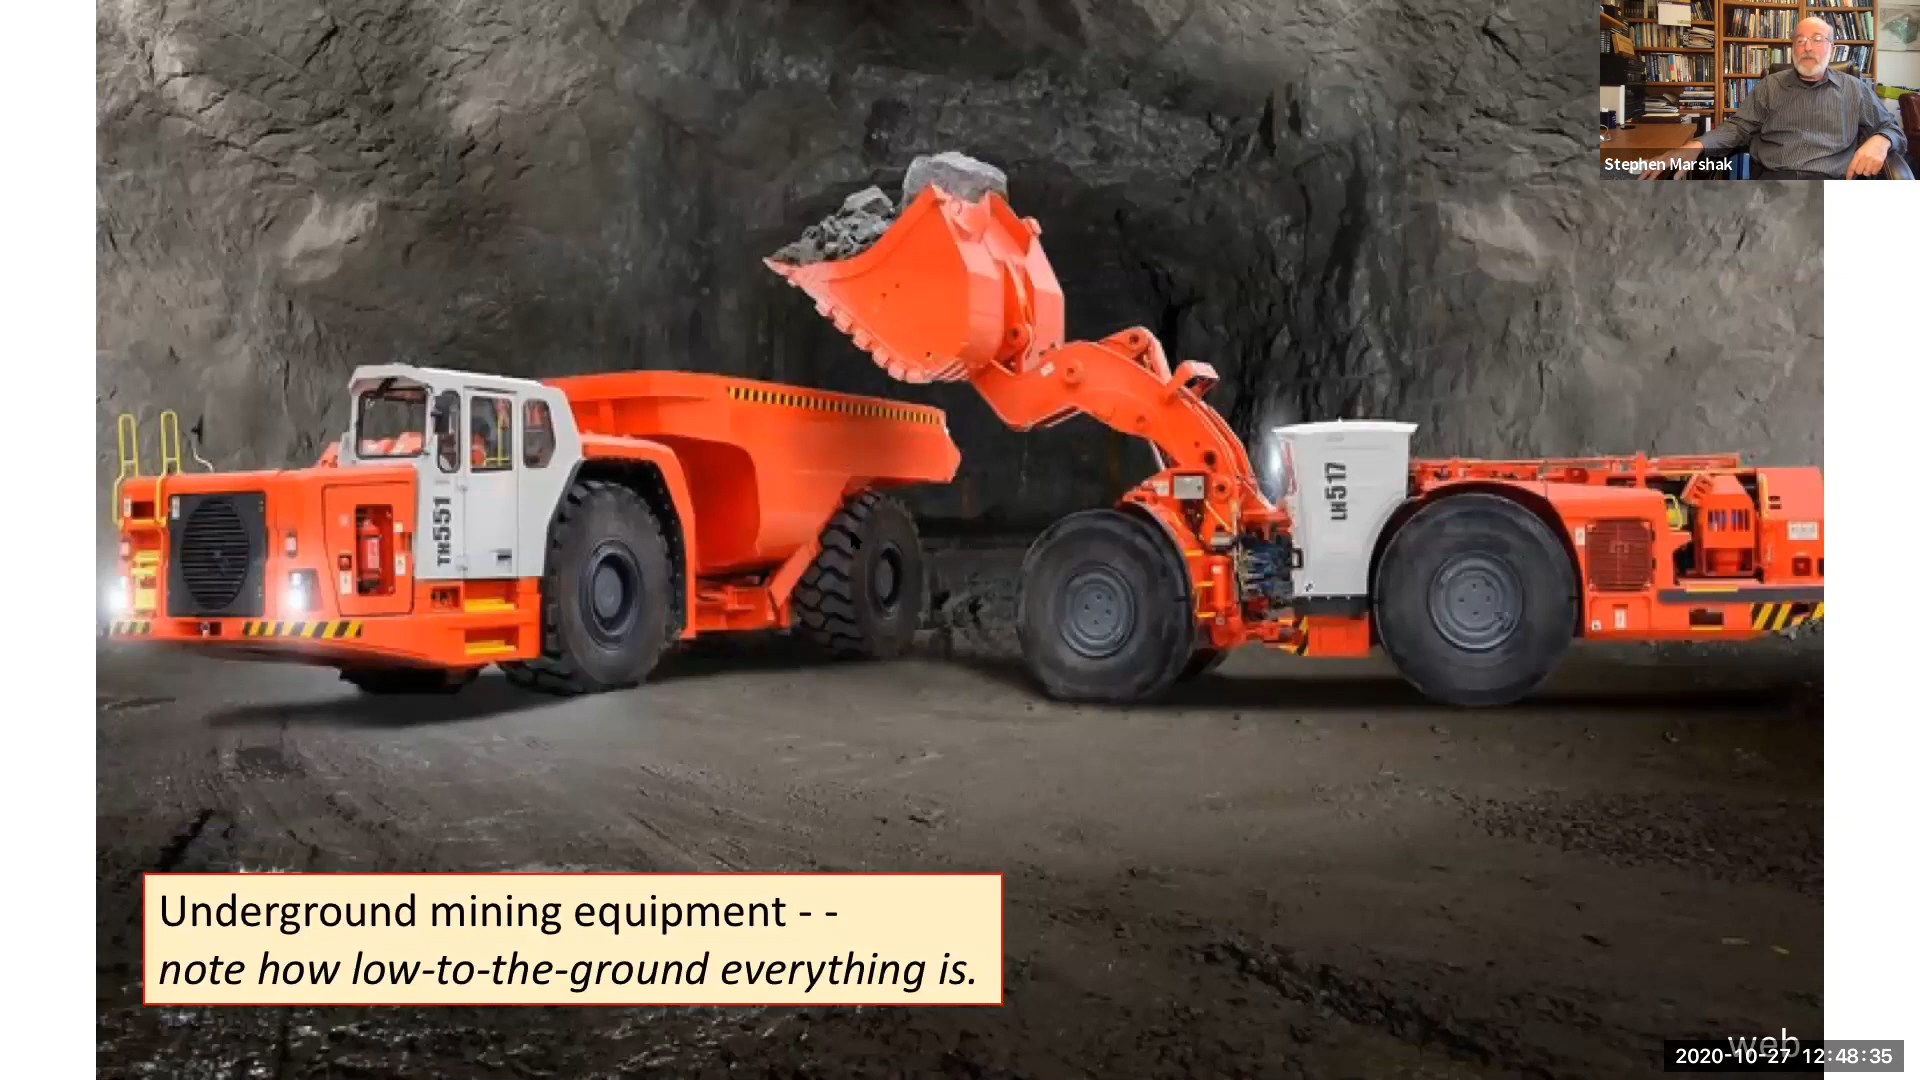 Stephen Marshak
TH551
LH517
Underground mining equipment - -
note how low-to-the-ground everything is.
web
2020-10-27 12:48:35